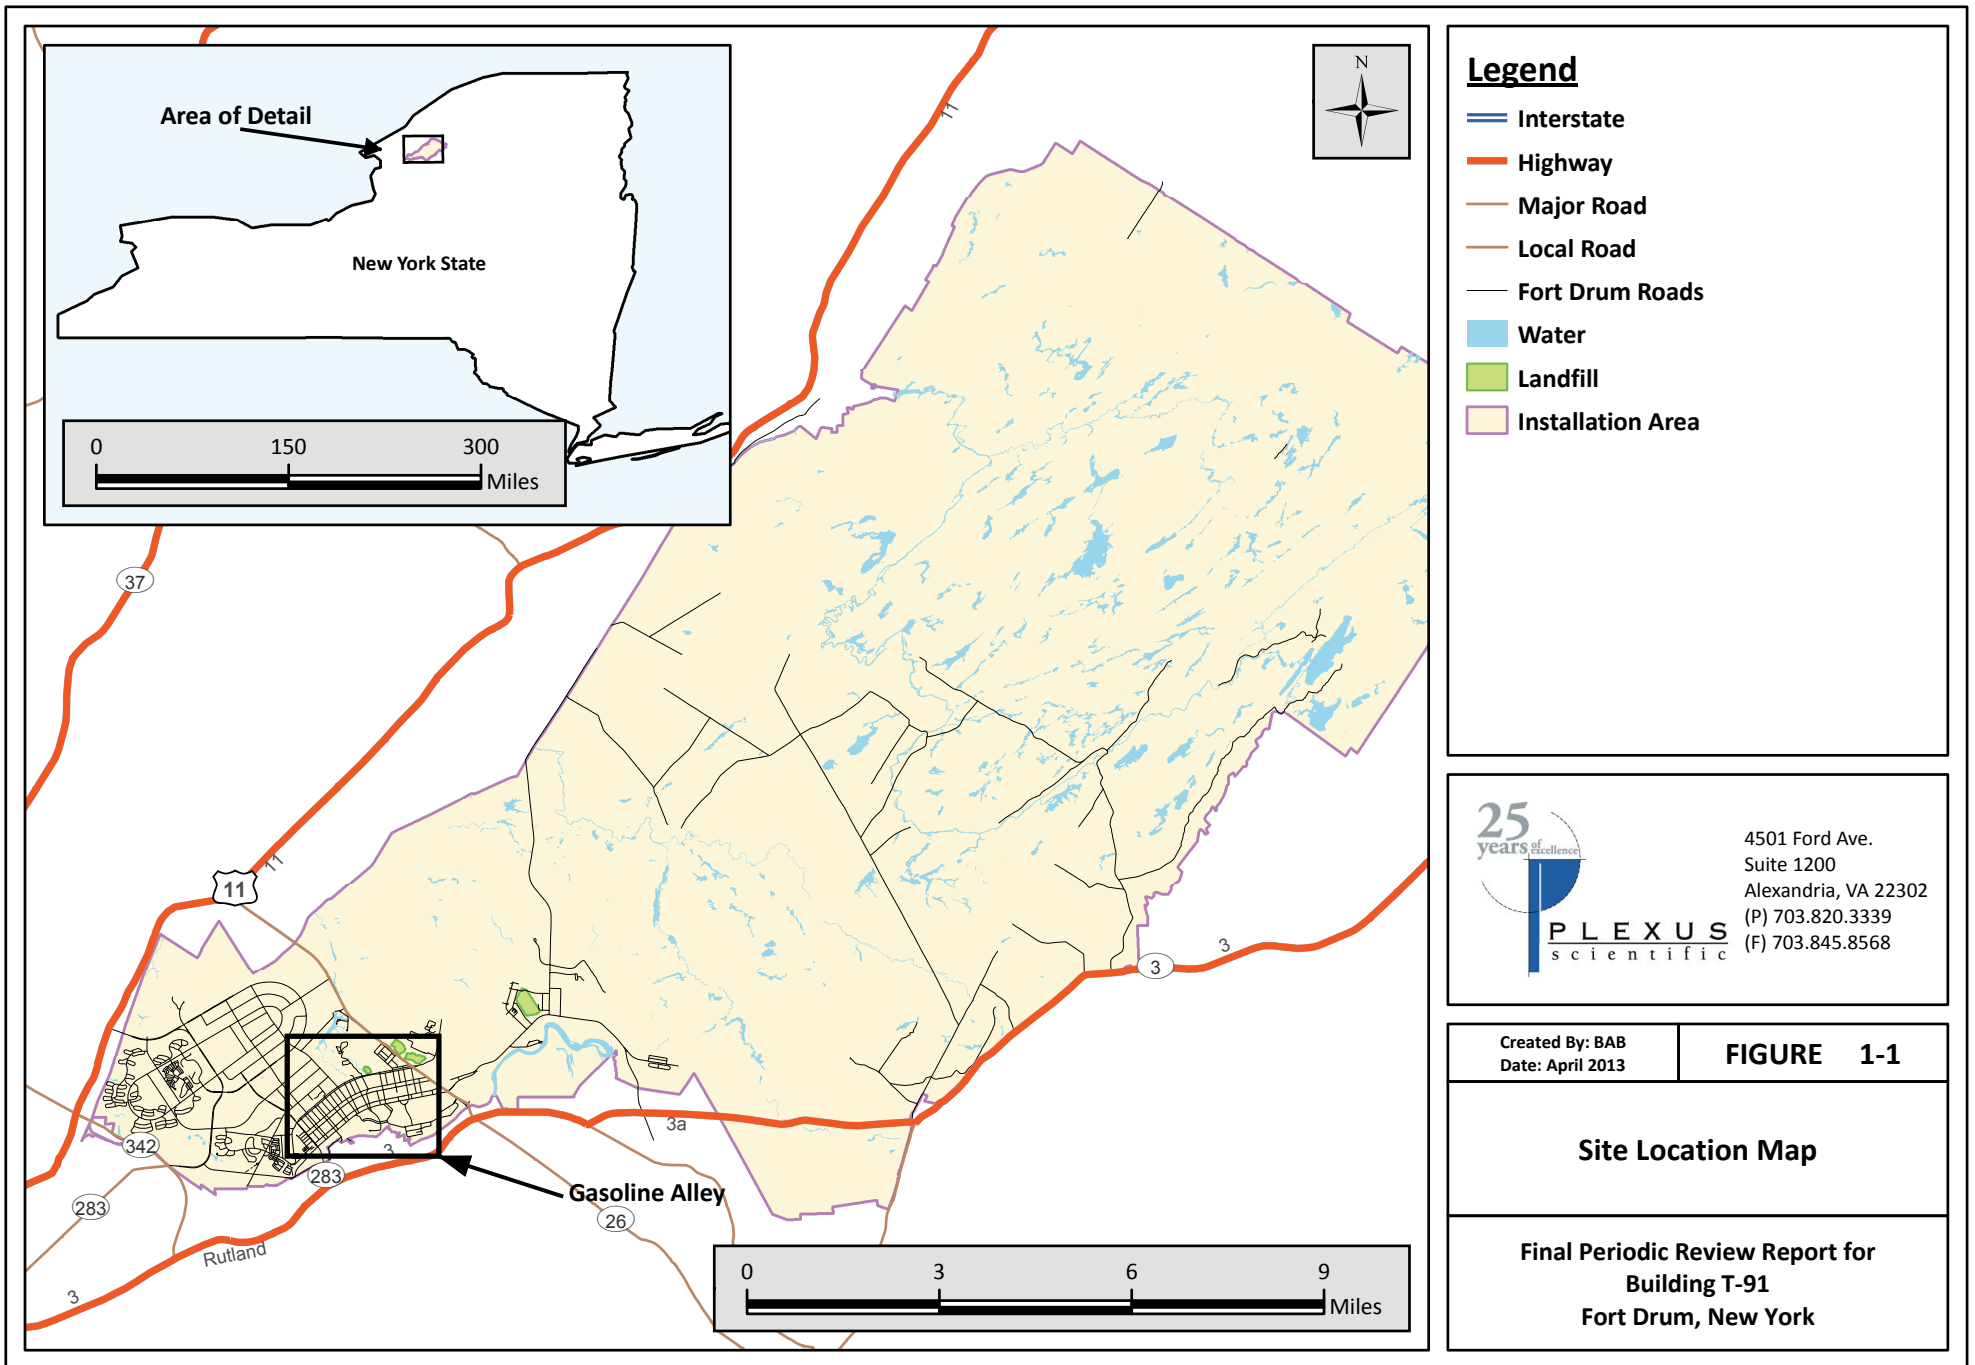 Area of Detail
New York State
0 150 300
Miles
N
11
37
11
11
3
3
3a
3
342
283
283
26
Gasoline Alley
Rutland
3
0 3 6 9
Miles
Legend
Interstate
Highway
Major Road
Local Road
Fort Drum Roads
Water
Landfill
Installation Area
25
years of excellence
PLEXUS
scientific
4501 Ford Ave.
Suite 1200
Alexandria, VA 22302
(P) 703.820.3339
(F) 703.845.8568
Created By: BAB
Date: April 2013
FIGURE 1-1
Site Location Map
Final Periodic Review Report for
Building T-91
Fort Drum, New York